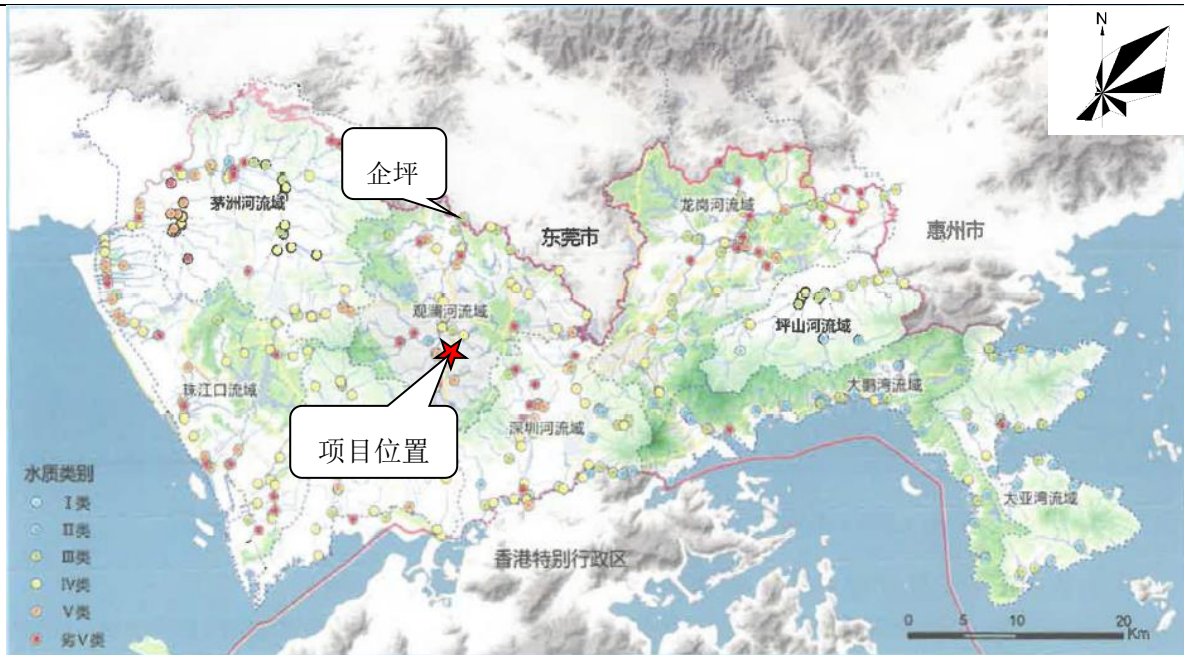 N
企坪
茅洲河流域
龙岗河流域
东莞市
惠州市
观澜河流域
坪山河流域
珠江口流域
大鹏湾流域
项目位置
深圳河流域
水质类别
I类
II类
III类
IV类
V类
劣V类
大亚湾流域
香港特别行政区
0 5 10 20
Km